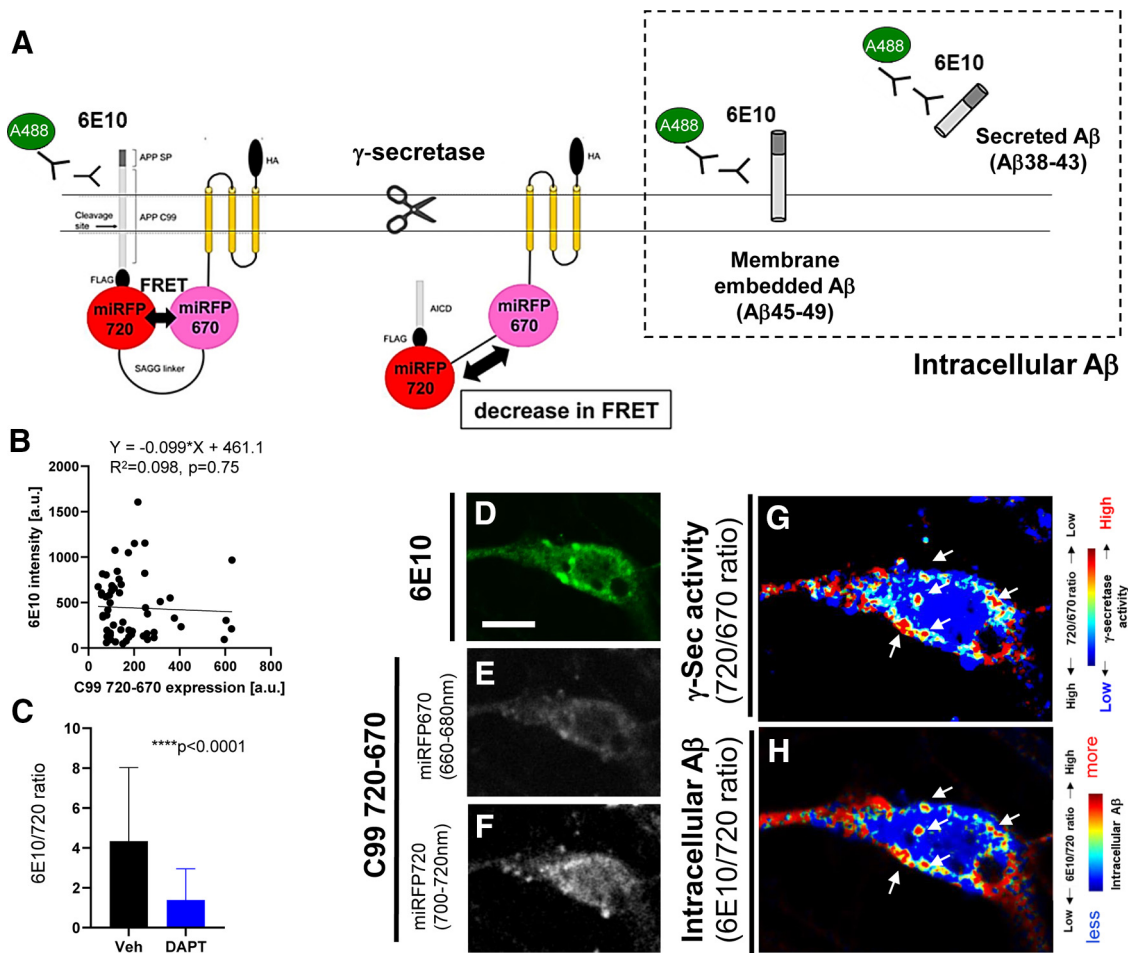 A
A488
6E10
APP SP
APP C99
Cleavage
site
FLAG
FRET
miRFP
720
miRFP
670
SAGG linker
HA
γ-secretase
HA
miRFP
670
AICD
FLAG
miRFP
720
decrease in FRET
A488
6E10
Membrane
embedded Aβ
(Aβ45-49)
A488
6E10
Secreted Aβ
(Aβ38-43)
Intracellular Aβ
B
Y = -0.099*X + 461.1
R²=0.098, p=0.75
6E10 intensity [a.u.]
2000
1500
1000
500
0
0 200 400 600 800
C99 720-670 expression [a.u.]
C
****p<0.0001
6E10/720 ratio
10
8
6
4
2
0
Veh DAPT
6E10
D
C99 720-670
miRFP670
(660-680nm)
E
miRFP720
(700-720nm)
F
γ-Sec activity
(720/670 ratio)
G
High 720/670 ratio Low
Low γ-secretase activity High
Intracellular Aβ
(6E10/720 ratio)
H
Low 6E10/720 ratio High
less Intracellular Aβ more